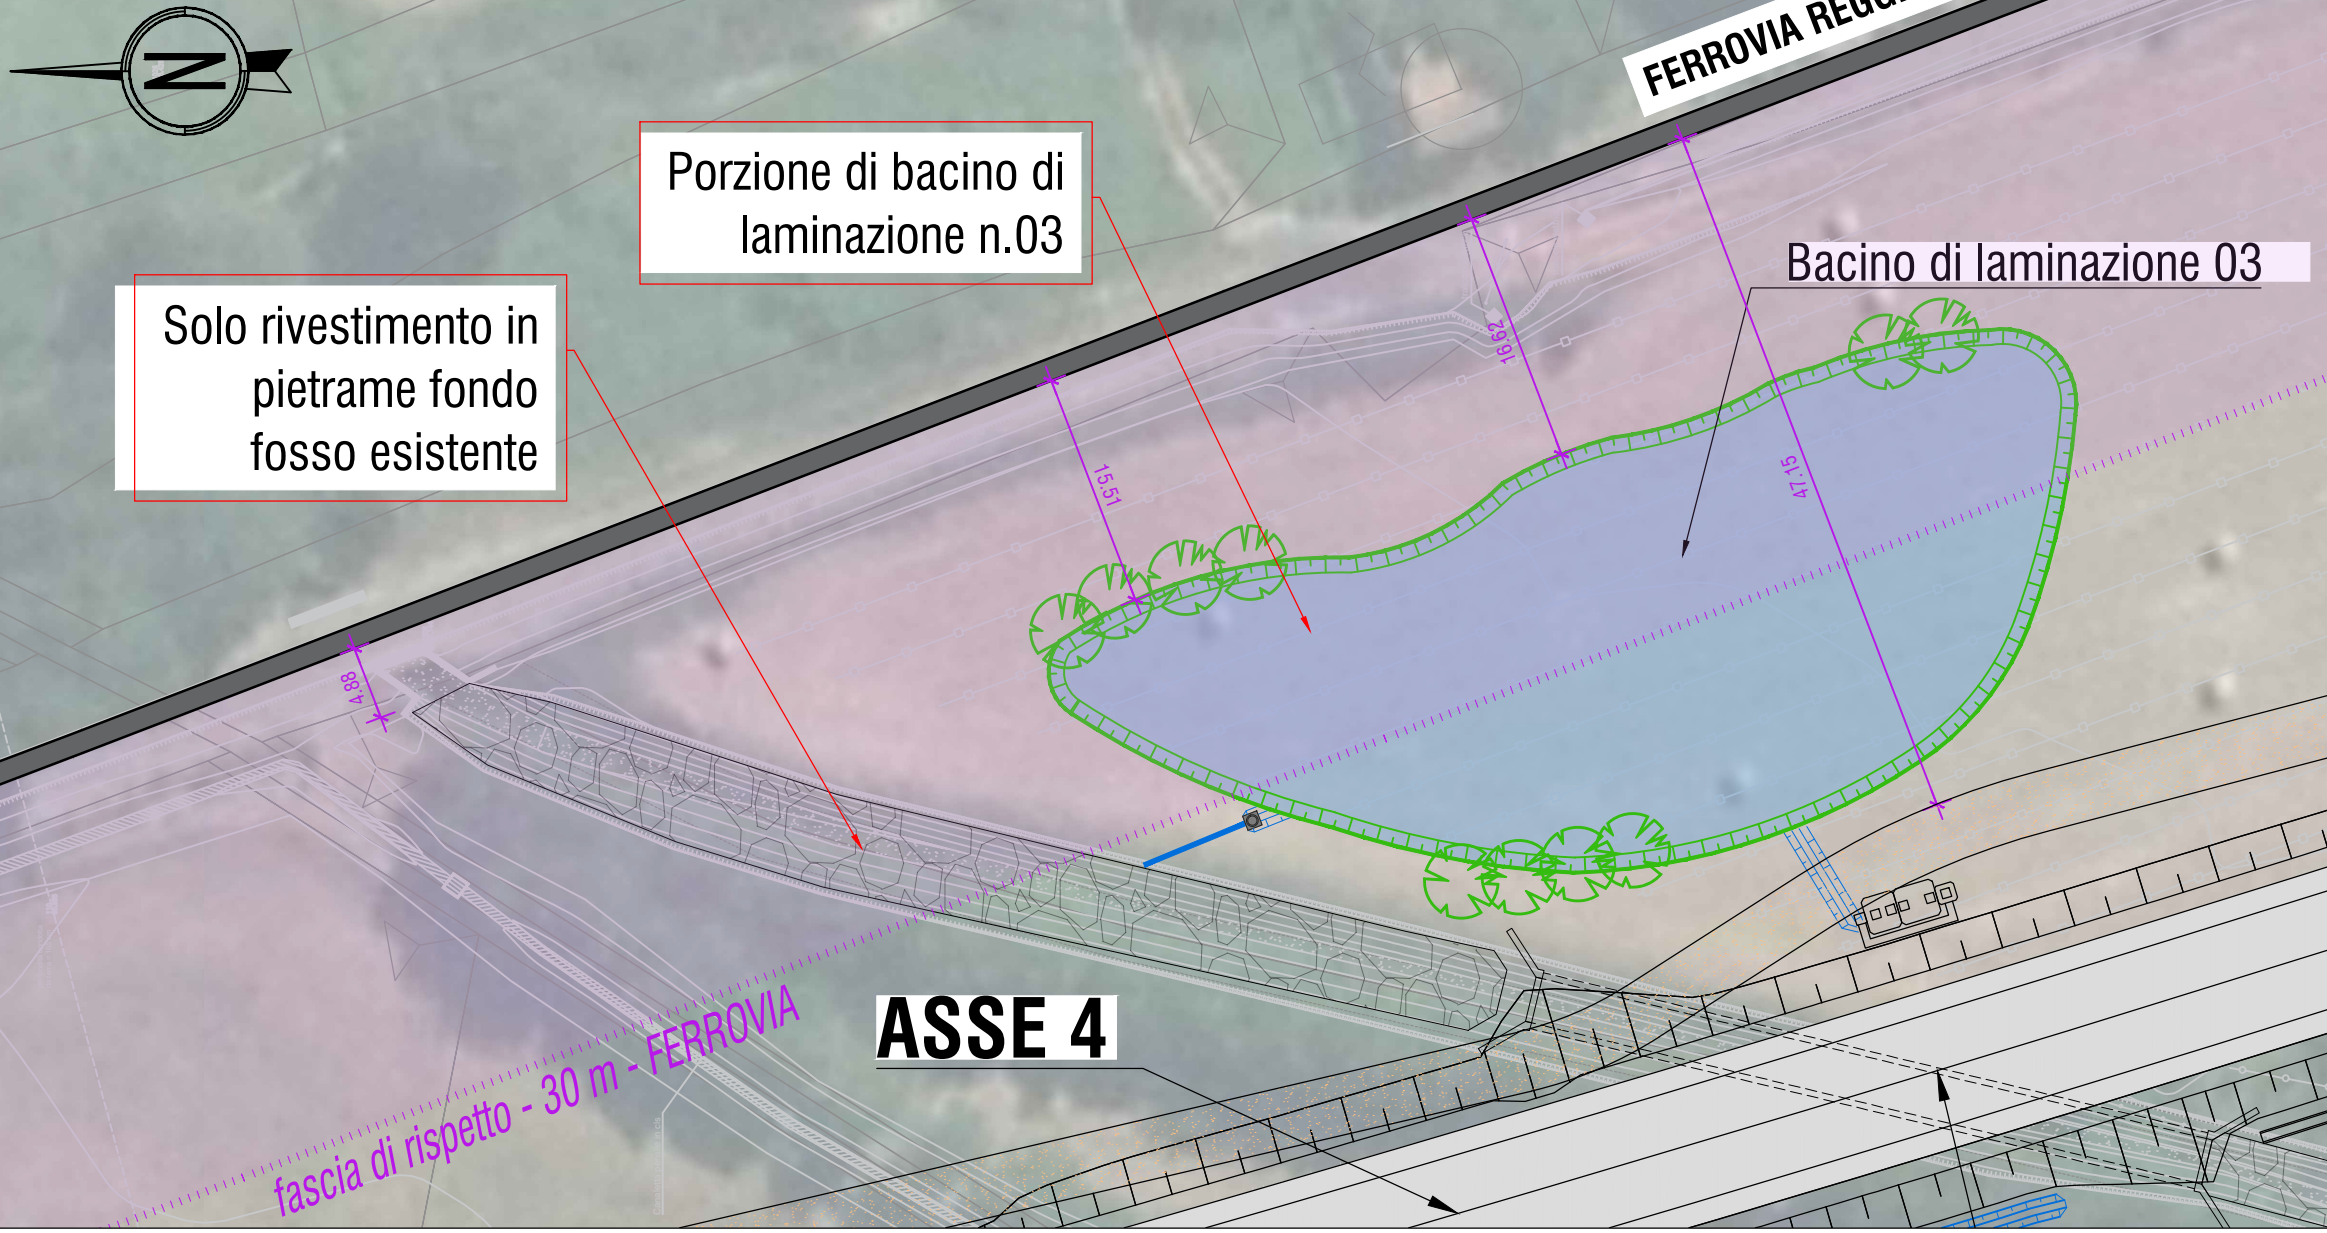 N
FERROVIA
Porzione di bacino di
laminazione n.03
Bacino di laminazione 03
Solo rivestimento in
pietrame fondo
fosso esistente
16.62
15.51
47.15
4.88
fascia di rispetto - 30 m - FERROVIA
ASSE 4